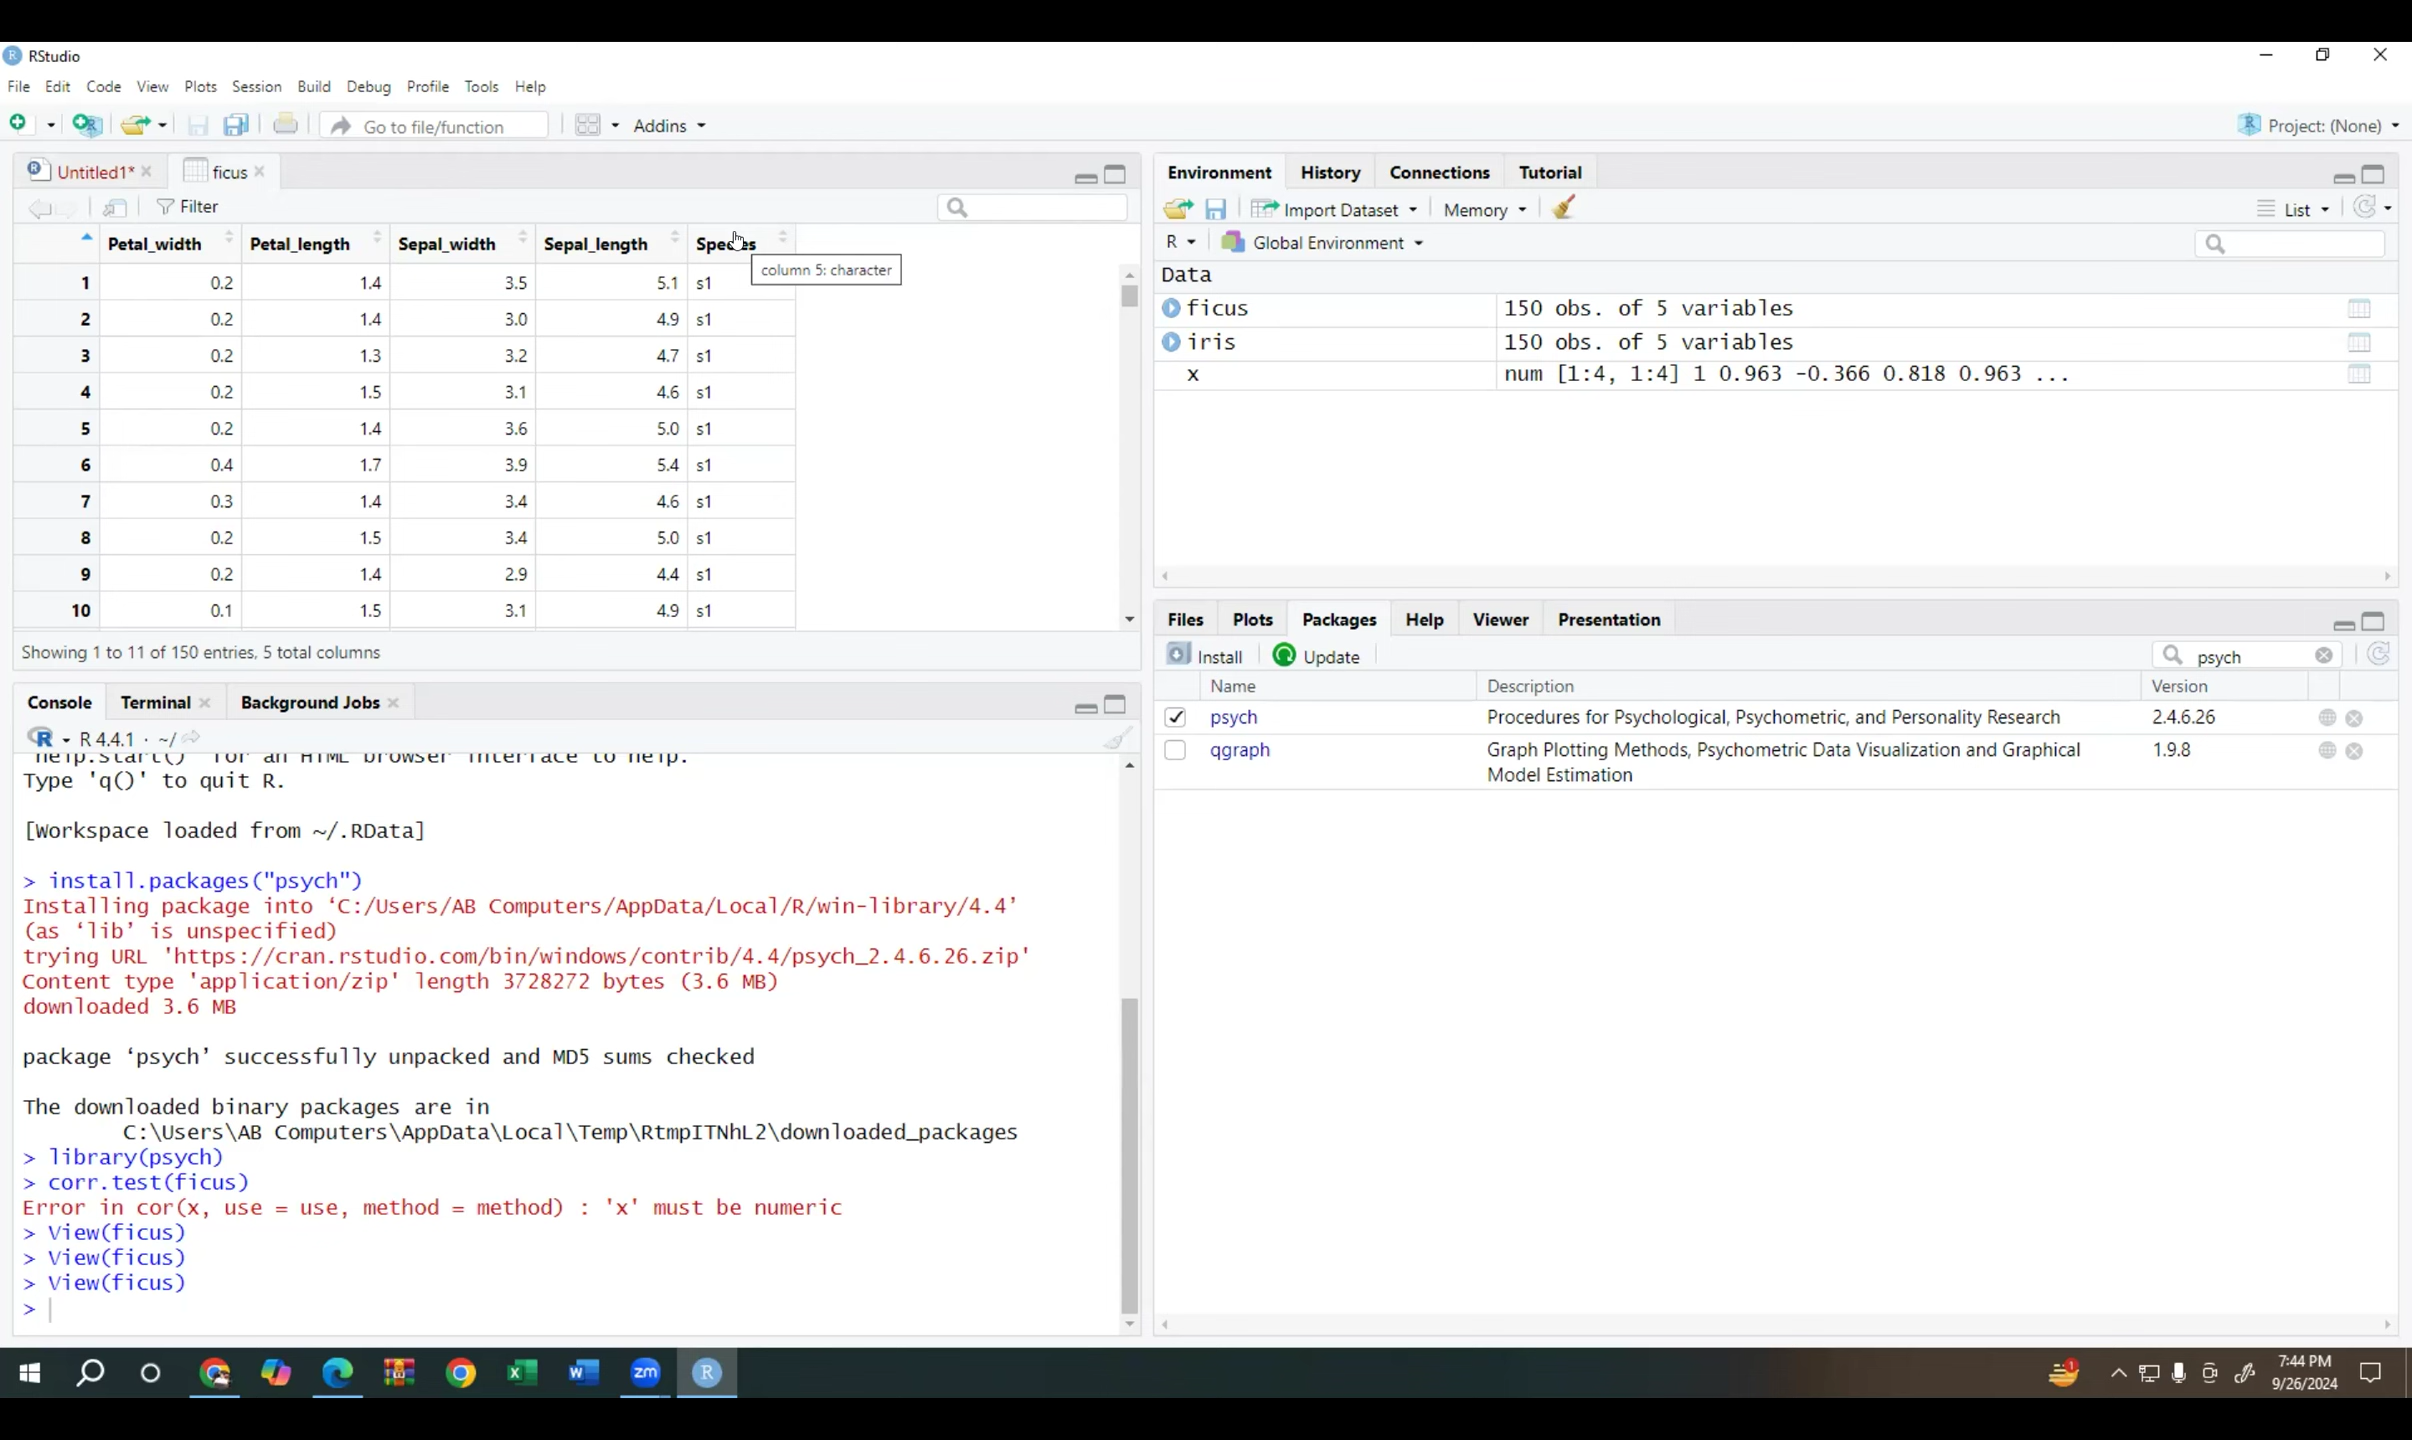 RStudio
File Edit Code View Plots Session Build Debug Profile Tools Help
Go to file/function Addins Project: (None)
Untitled1* ficus
Filter
Petal_width Petal_length Sepal_width Sepal_length Species
column 5: character
1 0.2 1.4 3.5 5.1 s1
2 0.2 1.4 3.0 4.9 s1
3 0.2 1.3 3.2 4.7 s1
4 0.2 1.5 3.1 4.6 s1
5 0.2 1.4 3.6 5.0 s1
6 0.4 1.7 3.9 5.4 s1
7 0.3 1.4 3.4 4.6 s1
8 0.2 1.5 3.4 5.0 s1
9 0.2 1.4 2.9 4.4 s1
10 0.1 1.5 3.1 4.9 s1
Showing 1 to 11 of 150 entries, 5 total columns
Console Terminal Background Jobs
R 4.4.1 · ~/
'help.start()' for an HTML browser interface to help.
Type 'q()' to quit R.
[Workspace loaded from ~/.RData]
> install.packages("psych")
Installing package into ‘C:/Users/AB Computers/AppData/Local/R/win-library/4.4’
(as ‘lib’ is unspecified)
trying URL 'https://cran.rstudio.com/bin/windows/contrib/4.4/psych_2.4.6.26.zip'
Content type 'application/zip' length 3728272 bytes (3.6 MB)
downloaded 3.6 MB
package ‘psych’ successfully unpacked and MD5 sums checked
The downloaded binary packages are in
C:\Users\AB Computers\AppData\Local\Temp\RtmpITNhL2\downloaded_packages
> library(psych)
> corr.test(ficus)
Error in cor(x, use = use, method = method) : 'x' must be numeric
> View(ficus)
> View(ficus)
> View(ficus)
>
Environment History Connections Tutorial
Import Dataset Memory List
R Global Environment
Data
ficus 150 obs. of 5 variables
iris 150 obs. of 5 variables
x num [1:4, 1:4] 1 0.963 -0.366 0.818 0.963 ...
Files Plots Packages Help Viewer Presentation
Install Update psych
Name Description Version
psych Procedures for Psychological, Psychometric, and Personality Research 2.4.6.26
qgraph Graph Plotting Methods, Psychometric Data Visualization and Graphical 1.9.8
Model Estimation
zm
7:44 PM
9/26/2024